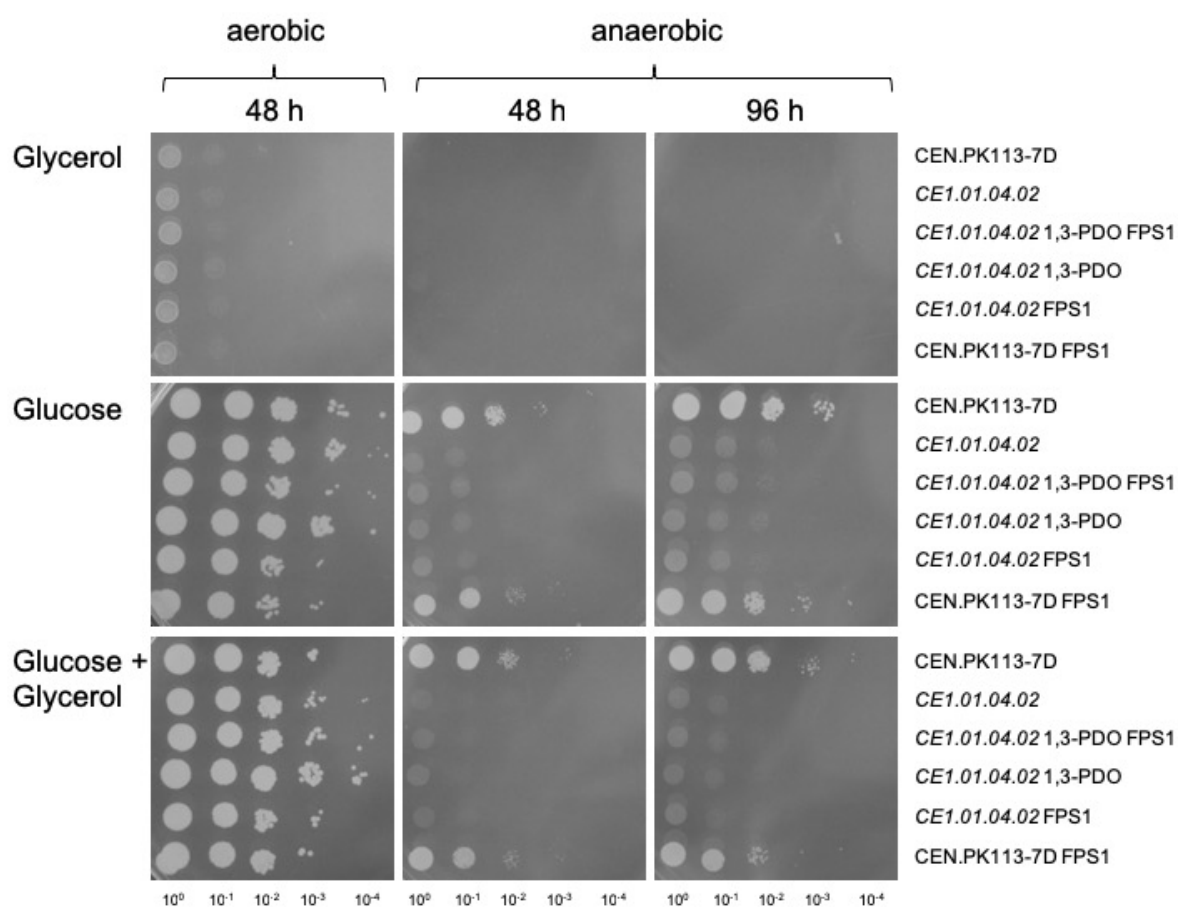 aerobic anaerobic
48 h 48 h 96 h
Glycerol
CEN.PK113-7D
CE1.01.04.02
CE1.01.04.02 1,3-PDO FPS1
CE1.01.04.02 1,3-PDO
CE1.01.04.02 FPS1
CEN.PK113-7D FPS1
Glucose
CEN.PK113-7D
CE1.01.04.02
CE1.01.04.02 1,3-PDO FPS1
CE1.01.04.02 1,3-PDO
CE1.01.04.02 FPS1
CEN.PK113-7D FPS1
Glucose +
Glycerol
CEN.PK113-7D
CE1.01.04.02
CE1.01.04.02 1,3-PDO FPS1
CE1.01.04.02 1,3-PDO
CE1.01.04.02 FPS1
CEN.PK113-7D FPS1
10⁰ 10⁻¹ 10⁻² 10⁻³ 10⁻⁴ 10⁰ 10⁻¹ 10⁻² 10⁻³ 10⁻⁴ 10⁰ 10⁻¹ 10⁻² 10⁻³ 10⁻⁴